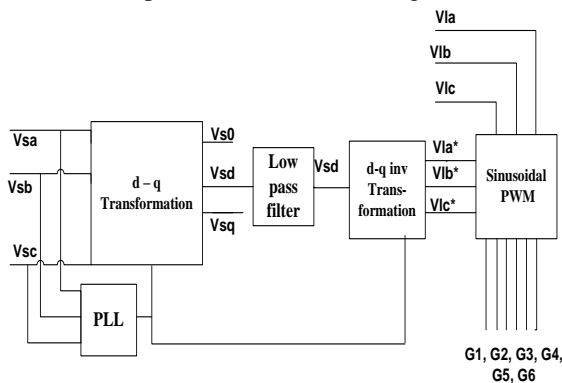 Vla
Vlb
Vlc
Vsa
Vsb
Vsc
d – q
Transformation
Vs0
Vsd
Vsq
Low
pass
filter
Vsd
d-q inv
Trans-
formation
Vla*
Vlb*
Vlc*
Sinusoidal
PWM
PLL
G1, G2, G3, G4,
G5, G6